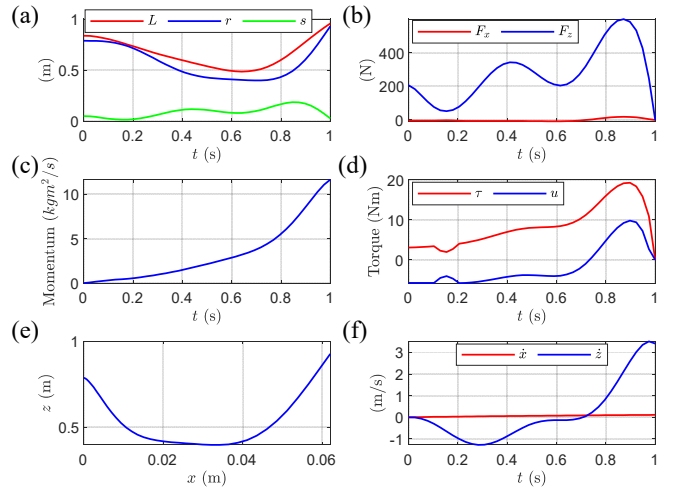 (a)
L r s
1
0.5
0
(m)
0 0.2 0.4 0.6 0.8 1
t (s)
(b)
F_x F_z
400
200
0
(N)
0 0.2 0.4 0.6 0.8 1
t (s)
(c)
10
5
0
Momentum (kgm²/s)
0 0.2 0.4 0.6 0.8 1
t (s)
(d)
τ u
20
10
0
Torque (Nm)
0 0.2 0.4 0.6 0.8 1
t (s)
(e)
1
0.5
z (m)
0 0.02 0.04 0.06
x (m)
(f)
ẋ ż
3
2
1
0
-1
(m/s)
0 0.2 0.4 0.6 0.8 1
t (s)